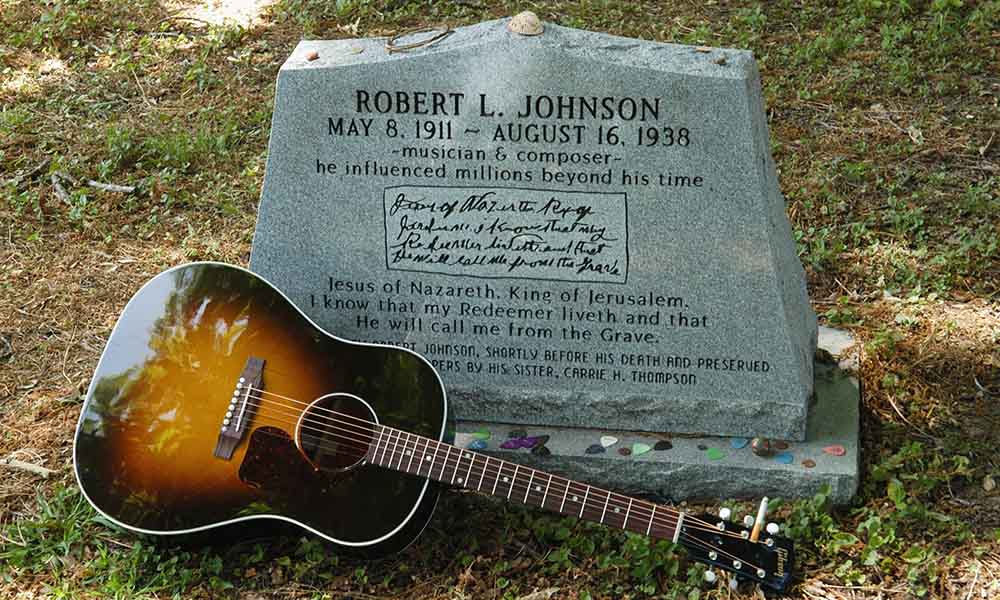 ROBERT L. JOHNSON
MAY 8, 1911 ~ AUGUST 16, 1938
~musician & composer~
he influenced millions beyond his time
Jesus of Nazareth King of
Jerusalem. I know that my
Redeemer liveth and that
He will call me from the Grave
Jesus of Nazareth, King of Jerusalem.
I know that my Redeemer liveth and that
He will call me from the Grave.
ROBERT JOHNSON, SHORTLY BEFORE HIS DEATH AND PRESERVED
BY HIS SISTER, CARRIE H. THOMPSON
Gibson